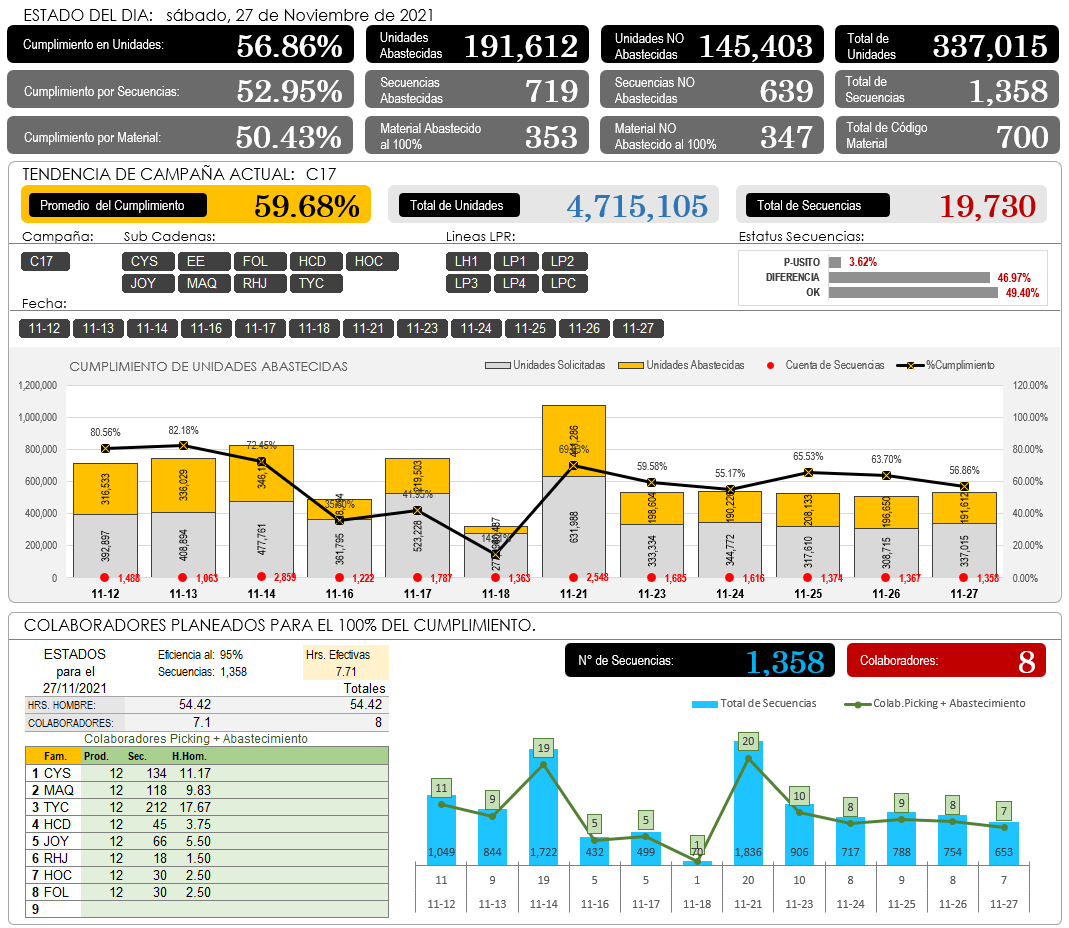 ESTADO DEL DIA: sábado, 27 de Noviembre de 2021
Cumplimiento en Unidades: 56.86%
Unidades Abastecidas 191,612
Unidades NO Abastecidas 145,403
Total de Unidades 337,015
Cumplimiento por Secuencias: 52.95%
Secuencias Abastecidas 719
Secuencias NO Abastecidas 639
Total de Secuencias 1,358
Cumplimiento por Material: 50.43%
Material Abastecido al 100% 353
Material NO Abastecido al 100% 347
Total de Código Material 700
TENDENCIA DE CAMPAÑA ACTUAL: C17
Promedio del Cumplimiento 59.68%
Total de Unidades 4,715,105
Total de Secuencias 19,730
Campaña: Sub Cadenas: Lineas LPR: Estatus Secuencias:
C17 CYS EE FOL HCD HOC LH1 LP1 LP2
JOY MAQ RHJ TYC LP3 LP4 LPC
P-USITO 3.62%
DIFERENCIA 46.97%
OK 49.40%
Fecha:
11-12 11-13 11-14 11-16 11-17 11-18 11-21 11-23 11-24 11-25 11-26 11-27
CUMPLIMIENTO DE UNIDADES ABASTECIDAS
Unidades Solicitadas Unidades Abastecidas Cuenta de Secuencias %Cumplimiento
1,200,000 120.00%
1,000,000 100.00%
800,000 80.00%
600,000 60.00%
400,000 40.00%
200,000 20.00%
0 0.00%
80.56% 82.18% 72.45% 41.95% 59.58% 55.17% 65.53% 63.70% 56.86%
316,533 336,029 219,503 198,604 190,226 208,133 196,650 191,612
392,897 408,894 477,761 361,795 523,228 631,988 333,334 344,772 317,610 308,715 337,015
1,488 1,063 2,859 1,222 1,787 1,363 2,548 1,685 1,616 1,374 1,367 1,358
11-12 11-13 11-14 11-16 11-17 11-18 11-21 11-23 11-24 11-25 11-26 11-27
COLABORADORES PLANEADOS PARA EL 100% DEL CUMPLIMIENTO.
ESTADOS para el 27/11/2021
Eficiencia al: 95%
Secuencias: 1,358
Hrs. Efectivas
7.71
Totales
HRS. HOMBRE: 54.42 54.42
COLABORADORES: 7.1 8
Colaboradores Picking + Abastecimiento
Fam. Prod. Sec. H.Hom.
1 CYS 12 134 11.17
2 MAQ 12 118 9.83
3 TYC 12 212 17.67
4 HCD 12 45 3.75
5 JOY 12 66 5.50
6 RHJ 12 18 1.50
7 HOC 12 30 2.50
8 FOL 12 30 2.50
9
N° de Secuencias: 1,358
Colaboradores: 8
Total de Secuencias Colab.Picking + Abastecimiento
11 9 19 5 5 1 20 10 8 9 8 7
1,049 844 1,722 432 499 70 1,836 906 717 788 754 653
11 9 19 5 5 1 20 10 8 9 8 7
11-12 11-13 11-14 11-16 11-17 11-18 11-21 11-23 11-24 11-25 11-26 11-27